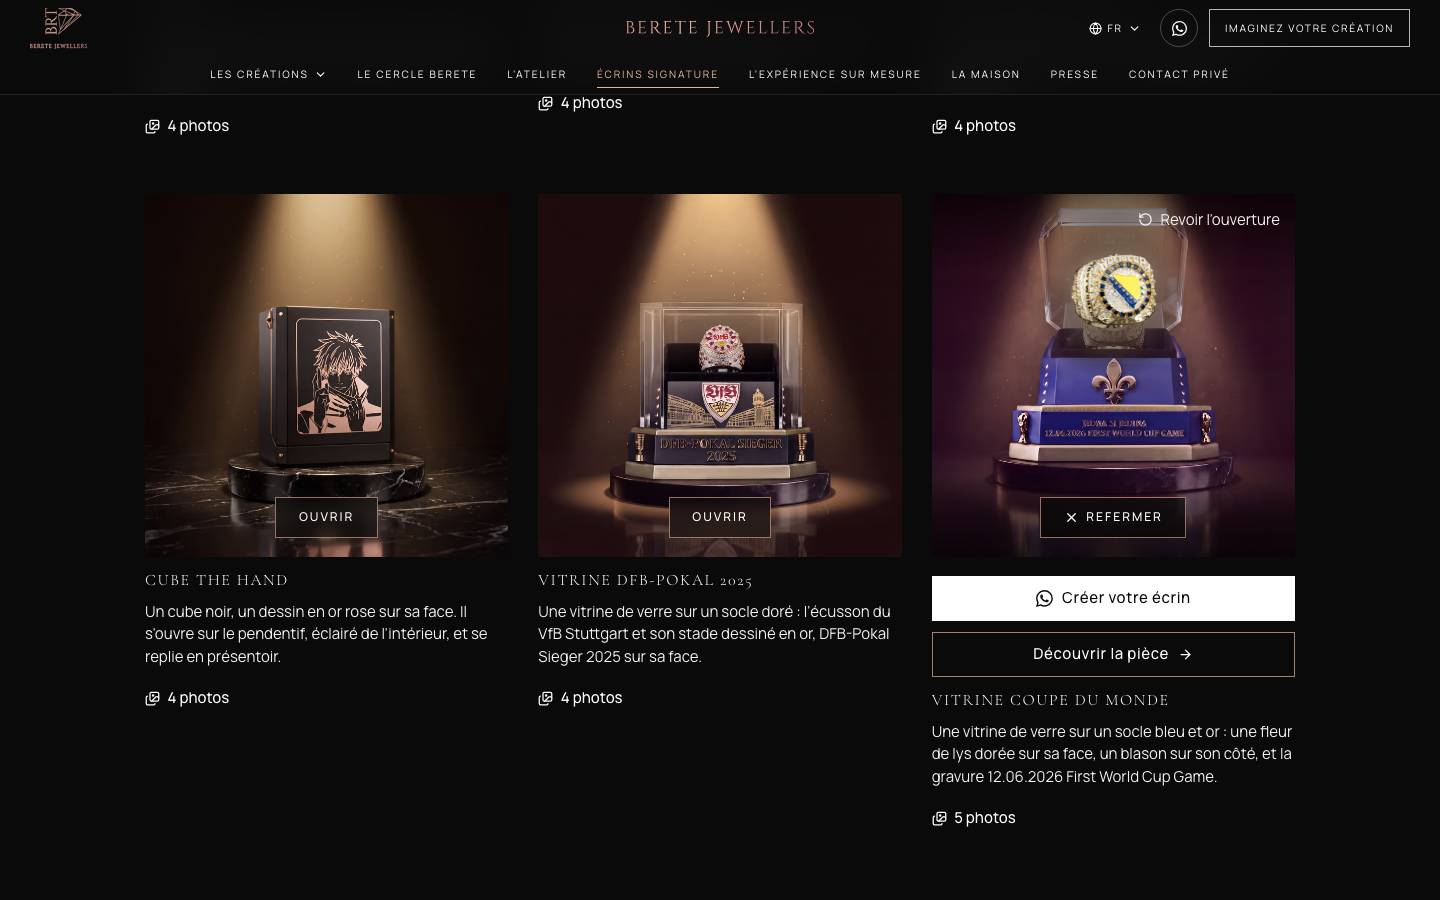 BRT
BERETE JEWELLERS
BERETE JEWELLERS
FR
IMAGINEZ VOTRE CRÉATION
LES CRÉATIONS
LE CERCLE BERETE
L'ATELIER
ÉCRINS SIGNATURE
L'EXPÉRIENCE SUR MESURE
LA MAISON
PRESSE
CONTACT PRIVÉ
4 photos
4 photos
4 photos
OUVRIR
CUBE THE HAND
Un cube noir, un dessin en or rose sur sa face. Il
s'ouvre sur le pendentif, éclairé de l'intérieur, et se
replie en présentoir.
4 photos
VfB
DFB-POKAL SIEGER
2025
OUVRIR
VITRINE DFB-POKAL 2025
Une vitrine de verre sur un socle doré : l'écusson du
VfB Stuttgart et son stade dessiné en or, DFB-Pokal
Sieger 2025 sur sa face.
4 photos
Revoir l'ouverture
12.06.2026 FIRST WORLD CUP GAME
REFERMER
Créer votre écrin
Découvrir la pièce
VITRINE COUPE DU MONDE
Une vitrine de verre sur un socle bleu et or : une fleur
de lys dorée sur sa face, un blason sur son côté, et la
gravure 12.06.2026 First World Cup Game.
5 photos